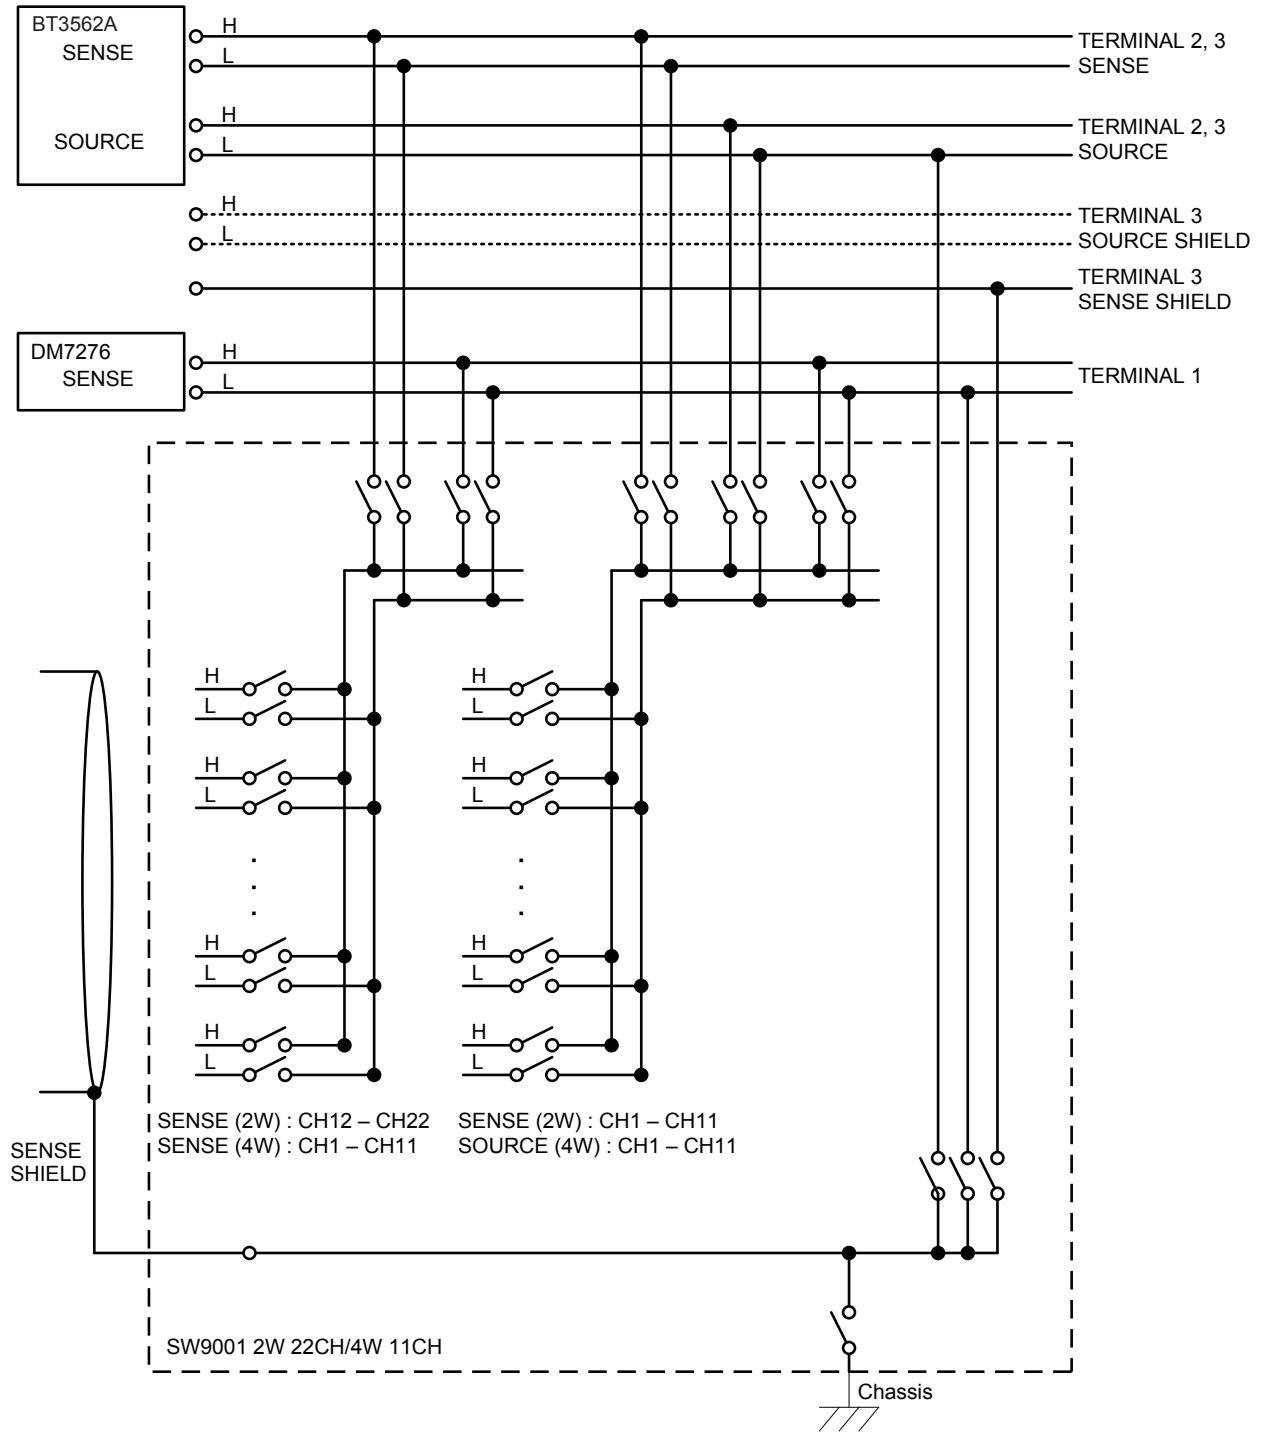 BT3562A
SENSE
SOURCE
H
L
H
L
H
L
TERMINAL 2, 3
SENSE
TERMINAL 2, 3
SOURCE
TERMINAL 3
SOURCE SHIELD
TERMINAL 3
SENSE SHIELD
DM7276
SENSE
H
L
TERMINAL 1
H
L
H
L
.
.
.
H
L
H
L
H
L
H
L
.
.
.
H
L
H
L
SENSE (2W) : CH12 – CH22
SENSE (4W) : CH1 – CH11
SENSE (2W) : CH1 – CH11
SOURCE (4W) : CH1 – CH11
SENSE
SHIELD
SW9001 2W 22CH/4W 11CH
Chassis